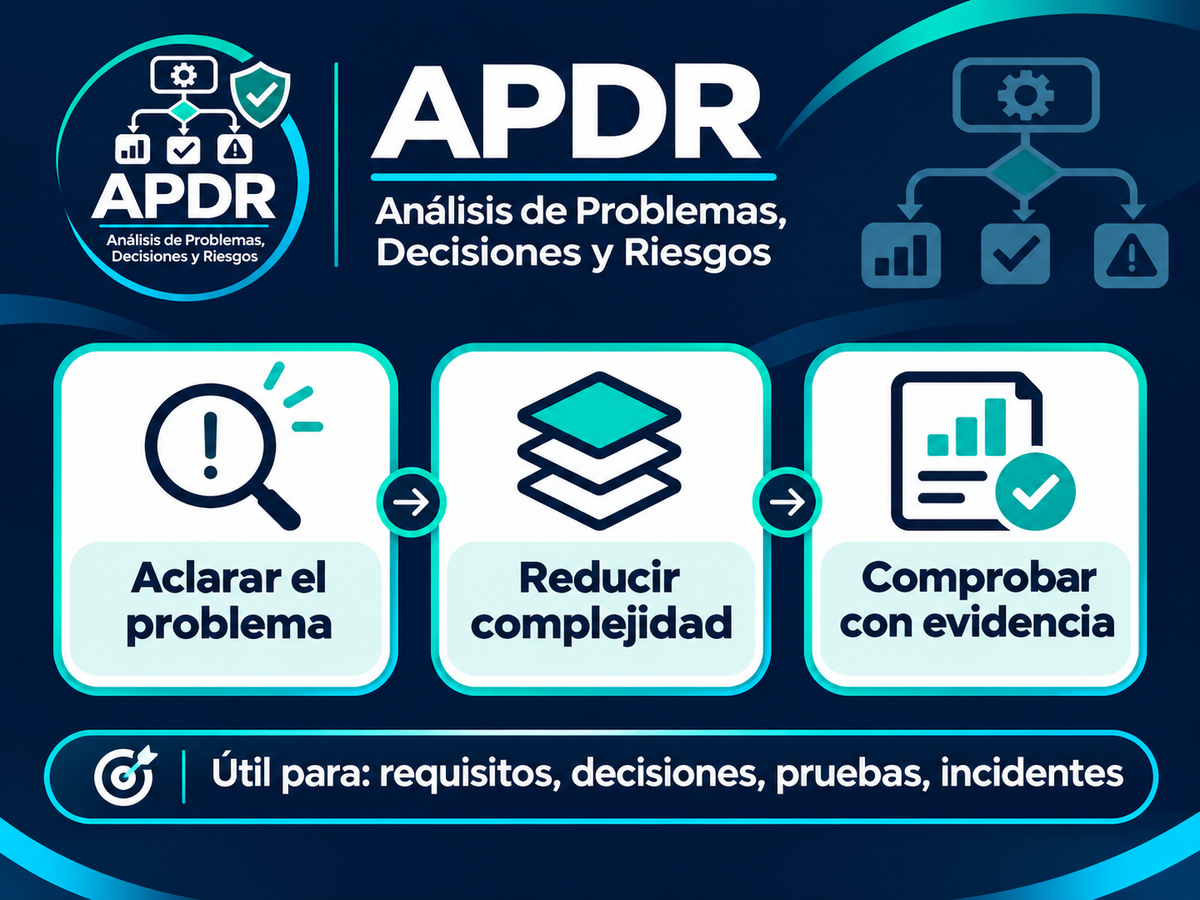 APDR
Análisis de Problemas,
Decisiones y Riesgos
APDR
Análisis de Problemas,
Decisiones y Riesgos
Aclarar el
problema
Reducir
complejidad
Comprobar
con evidencia
Útil para: requisitos, decisiones, pruebas, incidentes